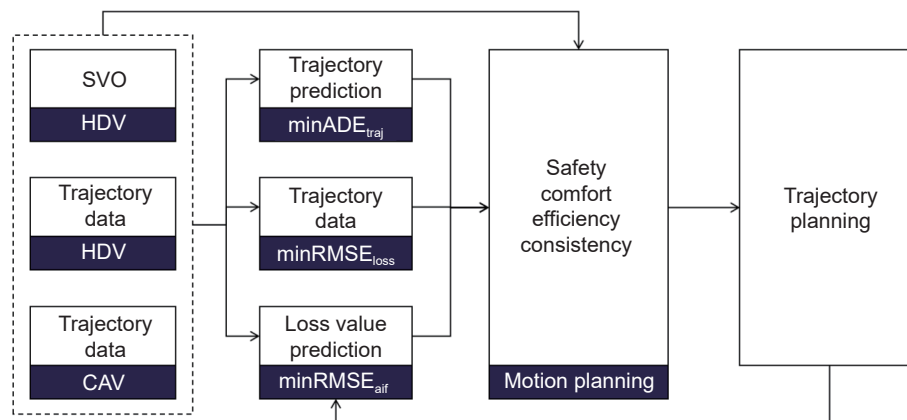 SVO
HDV
Trajectory
data
HDV
Trajectory
data
CAV
Trajectory
prediction
minADEtraj
Trajectory
data
minRMSEloss
Loss value
prediction
minRMSEaif
Safety
comfort
efficiency
consistency
Motion planning
Trajectory
planning